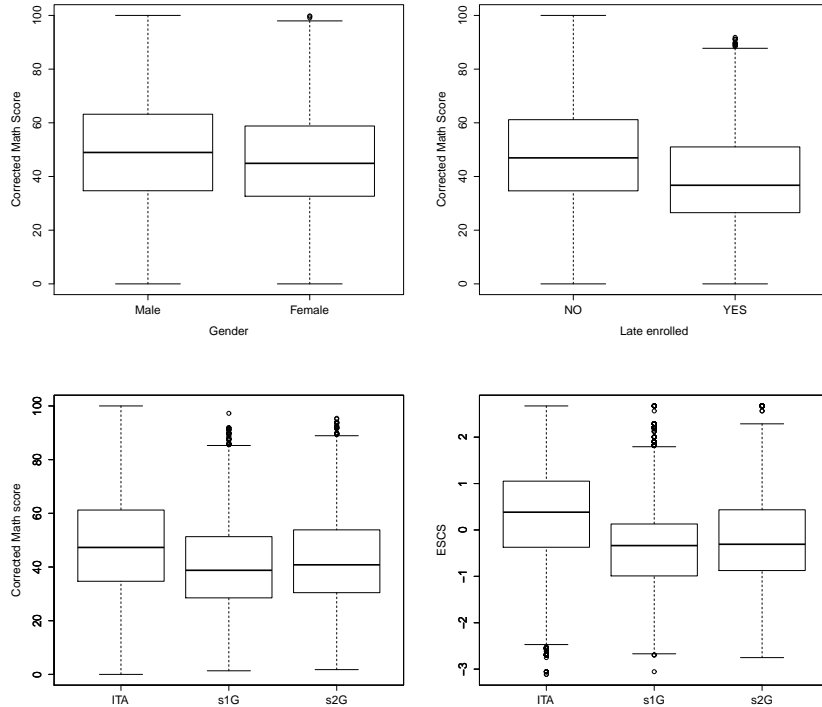 Corrected Math Score
100
80
60
40
20
0
Male Female
Gender
Corrected Math Score
100
80
60
40
20
0
NO YES
Late enrolled
Corrected Math score
100
80
60
40
20
0
ITA s1G s2G
ESCS
2
1
0
-1
-2
-3
ITA s1G s2G